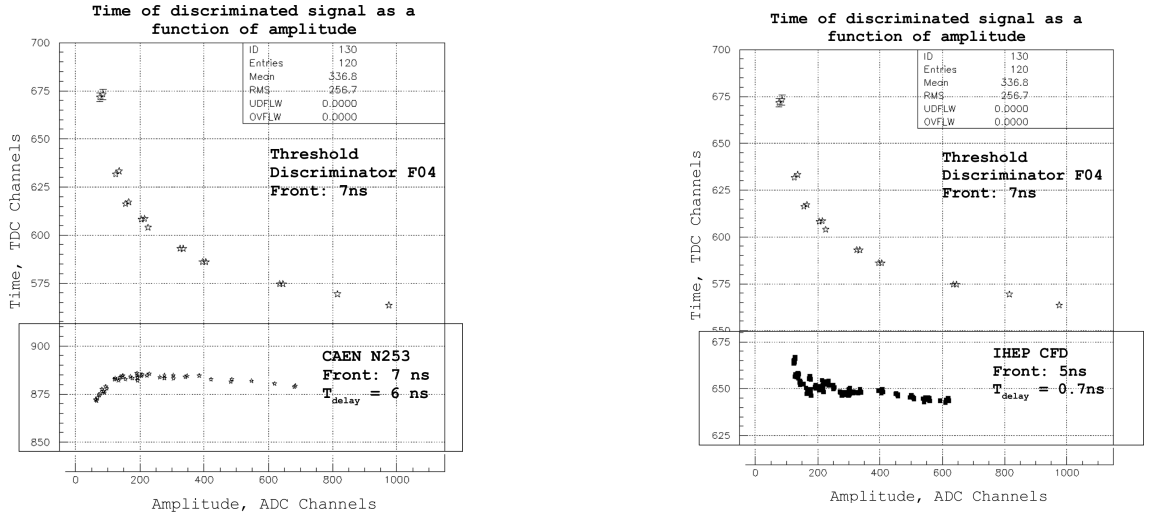 Time of discriminated signal as a
function of amplitude
700
675
650
625
600
575
900
875
850
ID 130
Entries 120
Mean 336.8
RMS 256.7
UDFLW 0.0000
OVFLW 0.0000
Threshold
Discriminator F04
Front: 7ns
CAEN N253
Front: 7 ns
Tdelay = 6 ns
Time, TDC Channels
0 200 400 600 800 1000
Amplitude, ADC Channels
Time of discriminated signal as a
function of amplitude
700
675
650
625
600
575
550
675
650
625
ID 130
Entries 120
Mean 336.8
RMS 256.7
UDFLW 0.0000
OVFLW 0.0000
Threshold
Discriminator F04
Front: 7ns
IHEP CFD
Front: 5ns
Tdelay = 0.7ns
Time, TDC Channels
0 200 400 600 800 1000
Amplitude, ADC Channels